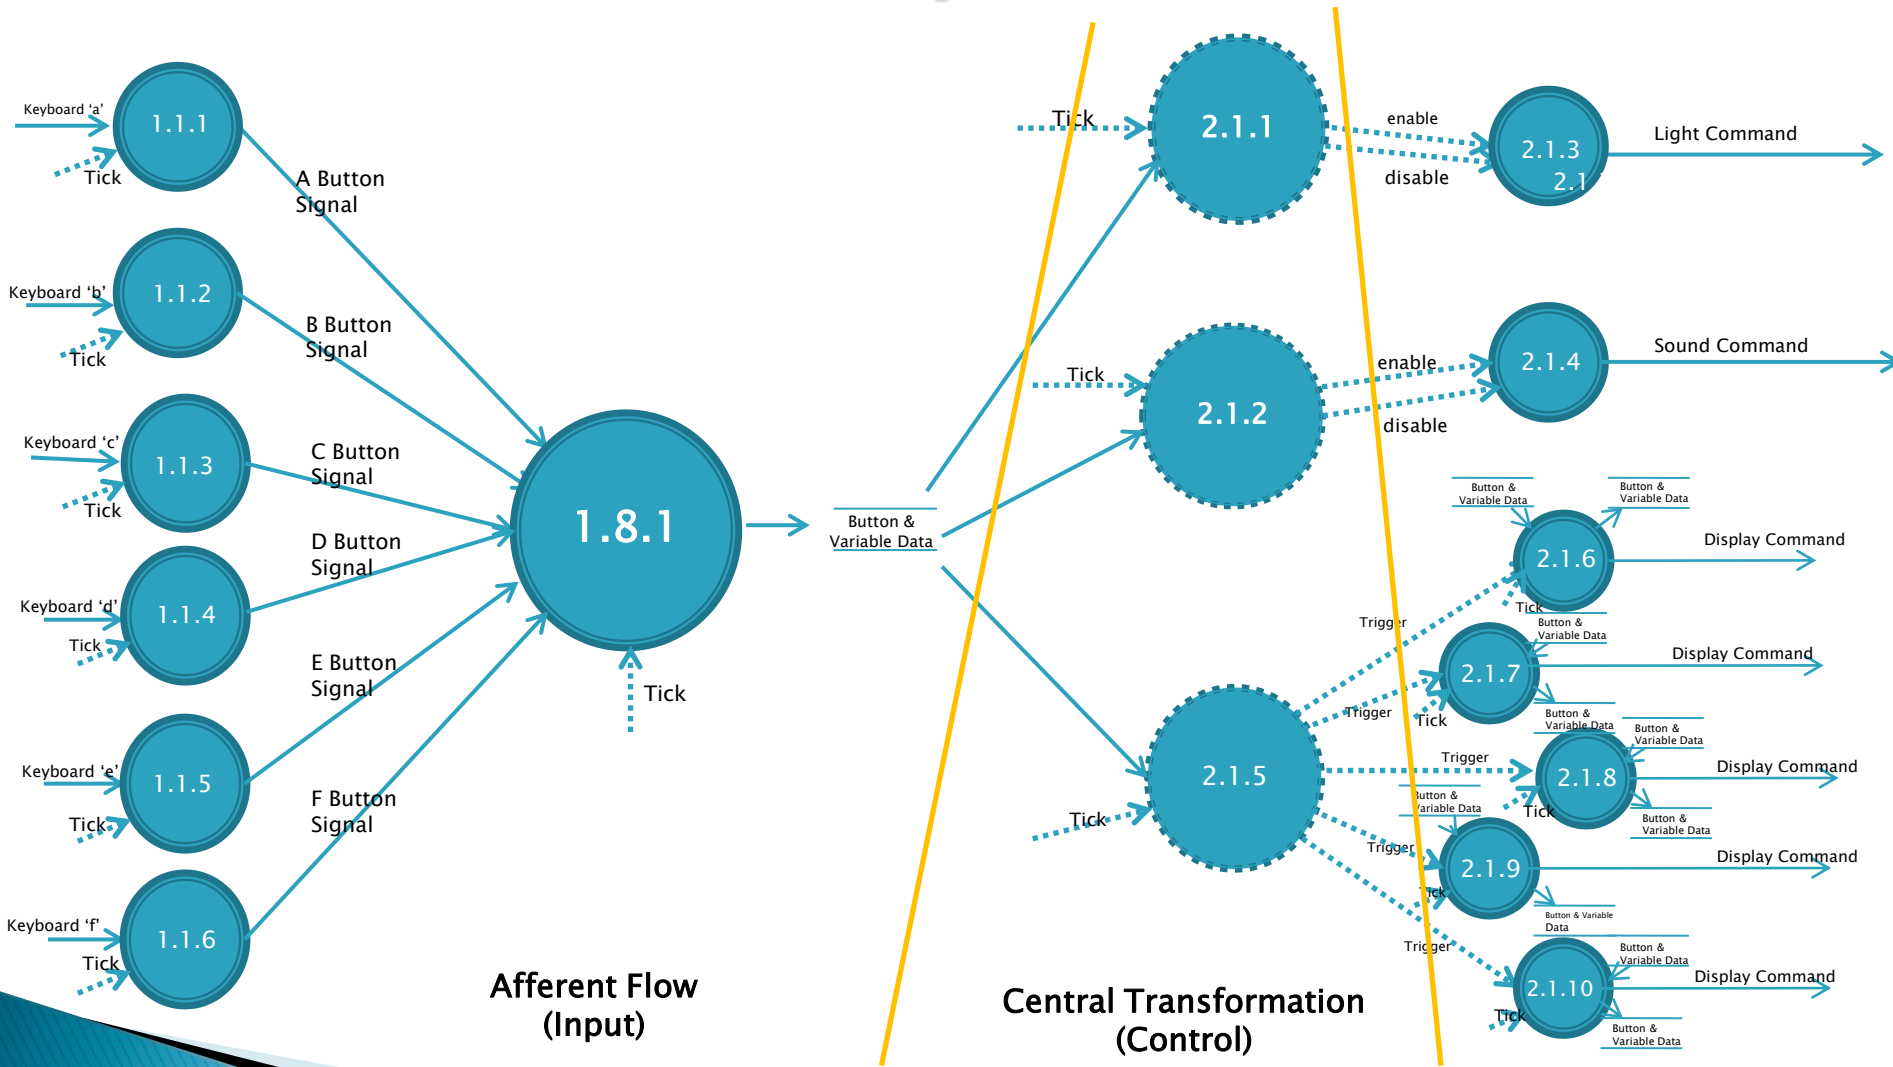 Keyboard ‘a’
Tick
1.1.1
A Button
Signal
Keyboard ‘b’
Tick
1.1.2
B Button
Signal
Keyboard ‘c’
Tick
1.1.3
C Button
Signal
Keyboard ‘d’
Tick
1.1.4
D Button
Signal
Keyboard ‘e’
Tick
1.1.5
E Button
Signal
Keyboard ‘f’
Tick
1.1.6
F Button
Signal
1.8.1
Tick
Button &
Variable Data
Afferent Flow
(Input)
Tick
2.1.1
enable
disable
Tick
2.1.2
enable
disable
Tick
2.1.5
Trigger
Trigger
Trigger
Trigger
Trigger
Central Transformation
(Control)
2.1.3
2.1
Light Command
2.1.4
Sound Command
Button &
Variable Data
Button &
Variable Data
2.1.6
Tick
Display Command
Button &
Variable Data
2.1.7
Tick
Display Command
Button &
Variable Data
Button &
Variable Data
2.1.8
Tick
Display Command
Button &
Variable Data
Button &
Variable Data
2.1.9
Tick
Display Command
Button & Variable
Data
Button &
Variable Data
2.1.10
Tick
Display Command
Button &
Variable Data